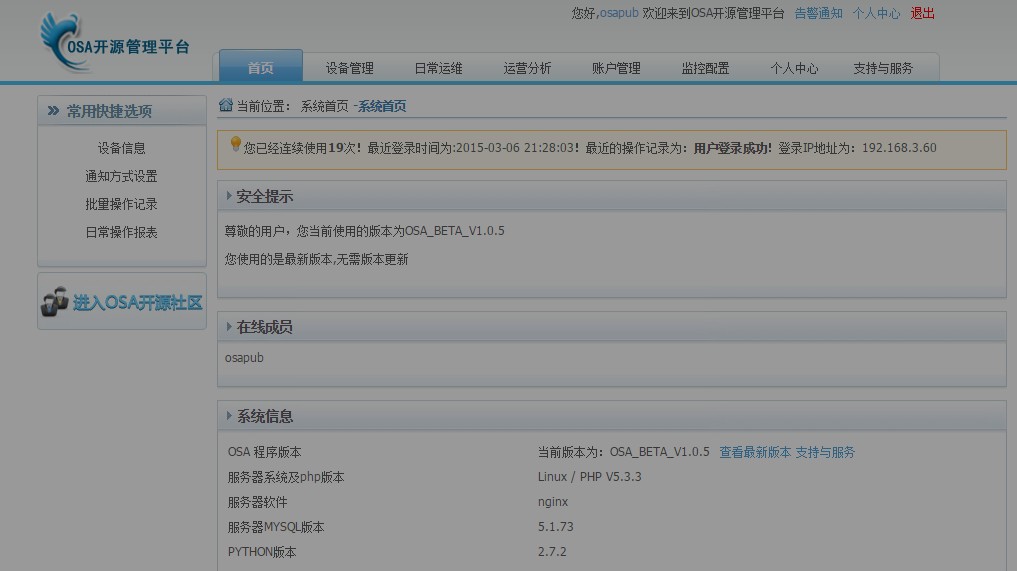 您好,osapub 欢迎来到OSA开源管理平台 告警通知 个人中心 退出
OSA开源管理平台
首页 设备管理 日常运维 运营分析 账户管理 监控配置 个人中心 支持与服务
常用快捷选项
设备信息
通知方式设置
批量操作记录
日常操作报表
进入OSA开源社区
当前位置: 系统首页 -系统首页
您已经连续使用19次! 最近登录时间为:2015-03-06 21:28:03! 最近的操作记录为: 用户登录成功! 登录IP地址为: 192.168.3.60
安全提示
尊敬的用户，您当前使用的版本为OSA_BETA_V1.0.5
您使用的是最新版本,无需版本更新
在线成员
osapub
系统信息
OSA 程序版本 当前版本为: OSA_BETA_V1.0.5 查看最新版本 支持与服务
服务器系统及php版本 Linux / PHP V5.3.3
服务器软件 nginx
服务器MYSQL版本 5.1.73
PYTHON版本 2.7.2